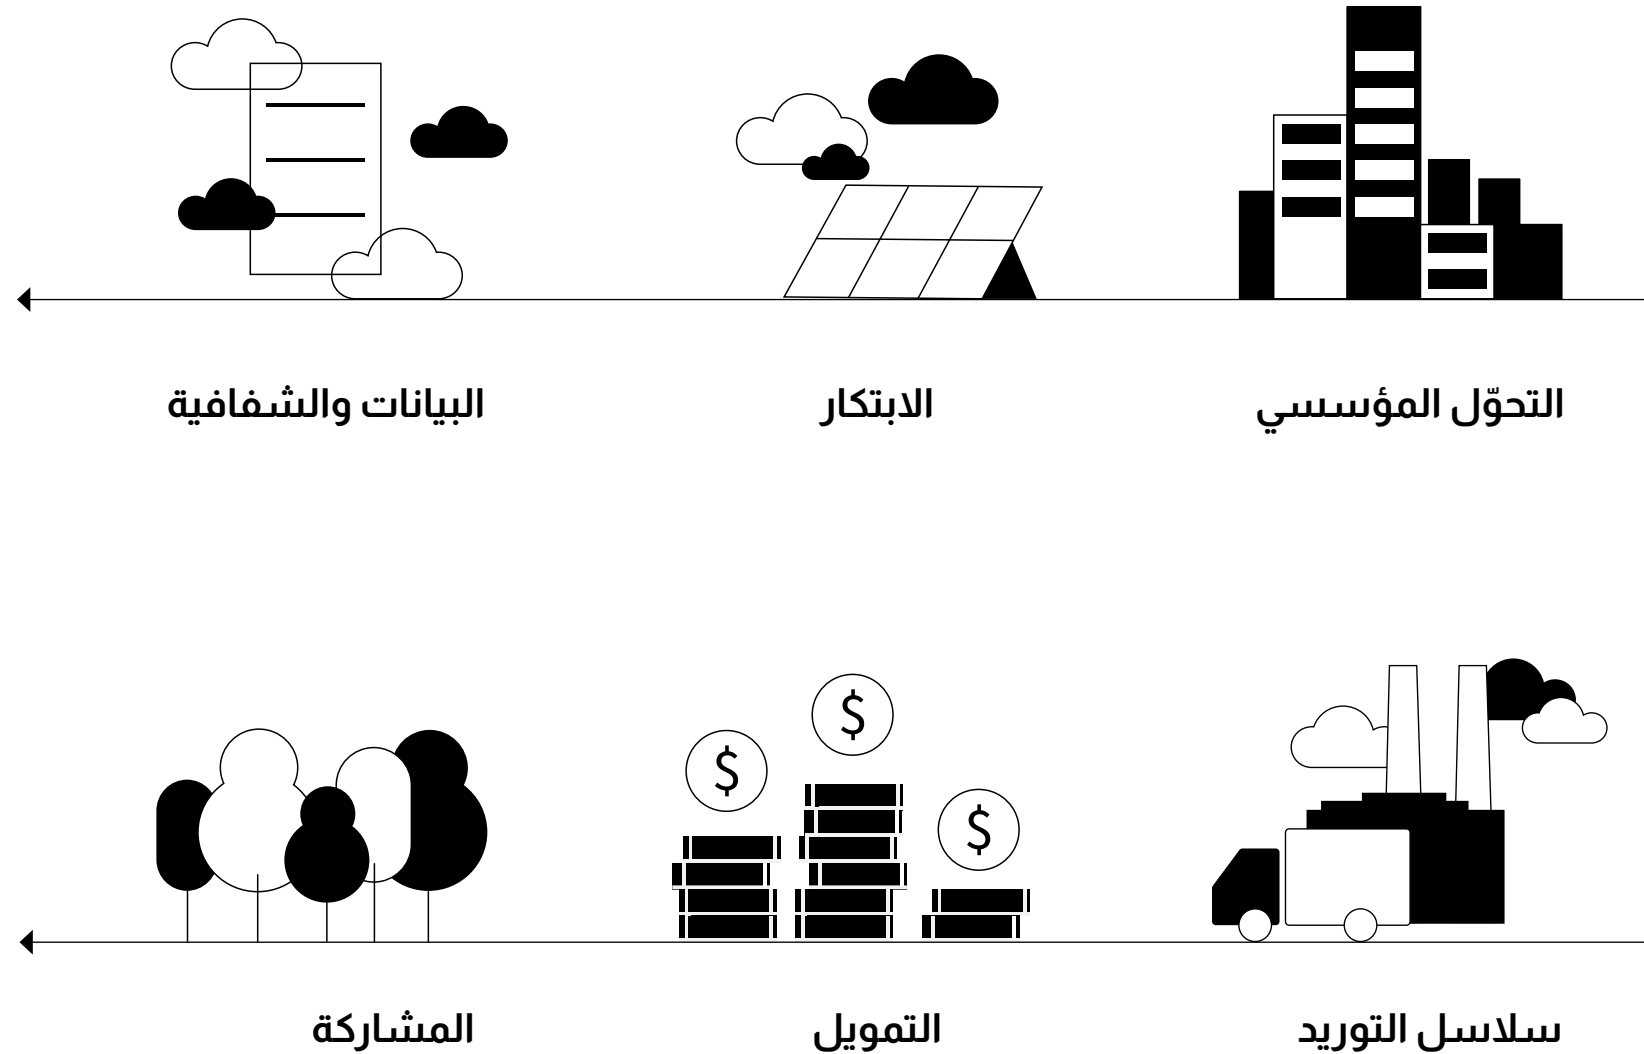 التحوّل المؤسسي
الابتكار
البيانات والشفافية
$
$
$
سلاسل التوريد
التمويل
المشاركة